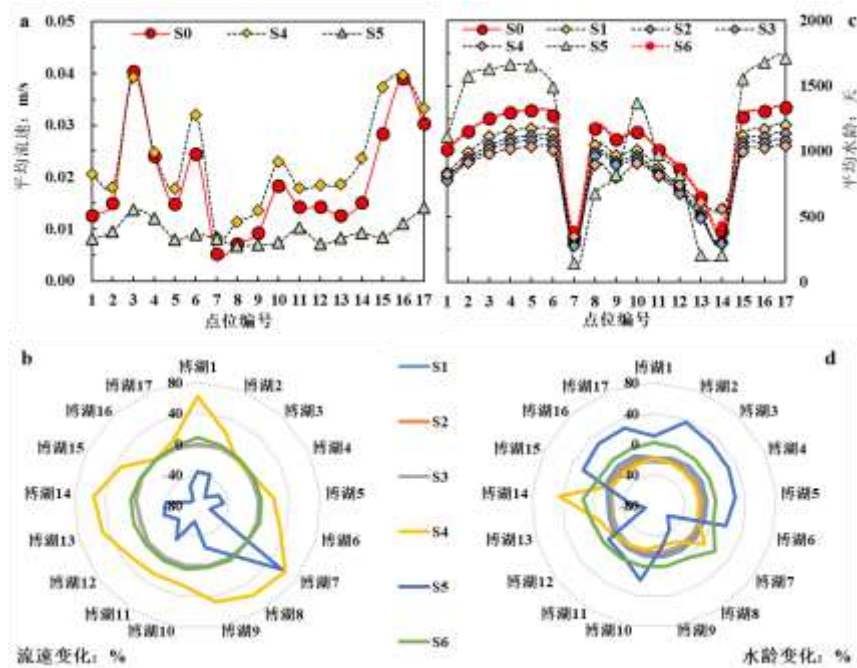 a
S0 S4 S5
平均流速：m/s
0.05
0.04
0.03
0.02
0.01
0.00
1 2 3 4 5 6 7 8 9 10 11 12 13 14 15 16 17
点位编号
c
S0 S1 S2 S3
S4 S5 S6
2000
1500
1000
500
0
平均水龄：天
1 2 3 4 5 6 7 8 9 10 11 12 13 14 15 16 17
点位编号
b
博湖1
博湖2
博湖3
博湖4
博湖5
博湖6
博湖7
博湖8
博湖9
博湖10
博湖11
博湖12
博湖13
博湖14
博湖15
博湖16
博湖17
80
40
0
40
80
流速变化：%
S1
S2
S3
S4
S5
S6
d
博湖1
博湖2
博湖3
博湖4
博湖5
博湖6
博湖7
博湖8
博湖9
博湖10
博湖11
博湖12
博湖13
博湖14
博湖15
博湖16
博湖17
80
40
0
40
80
水龄变化：%